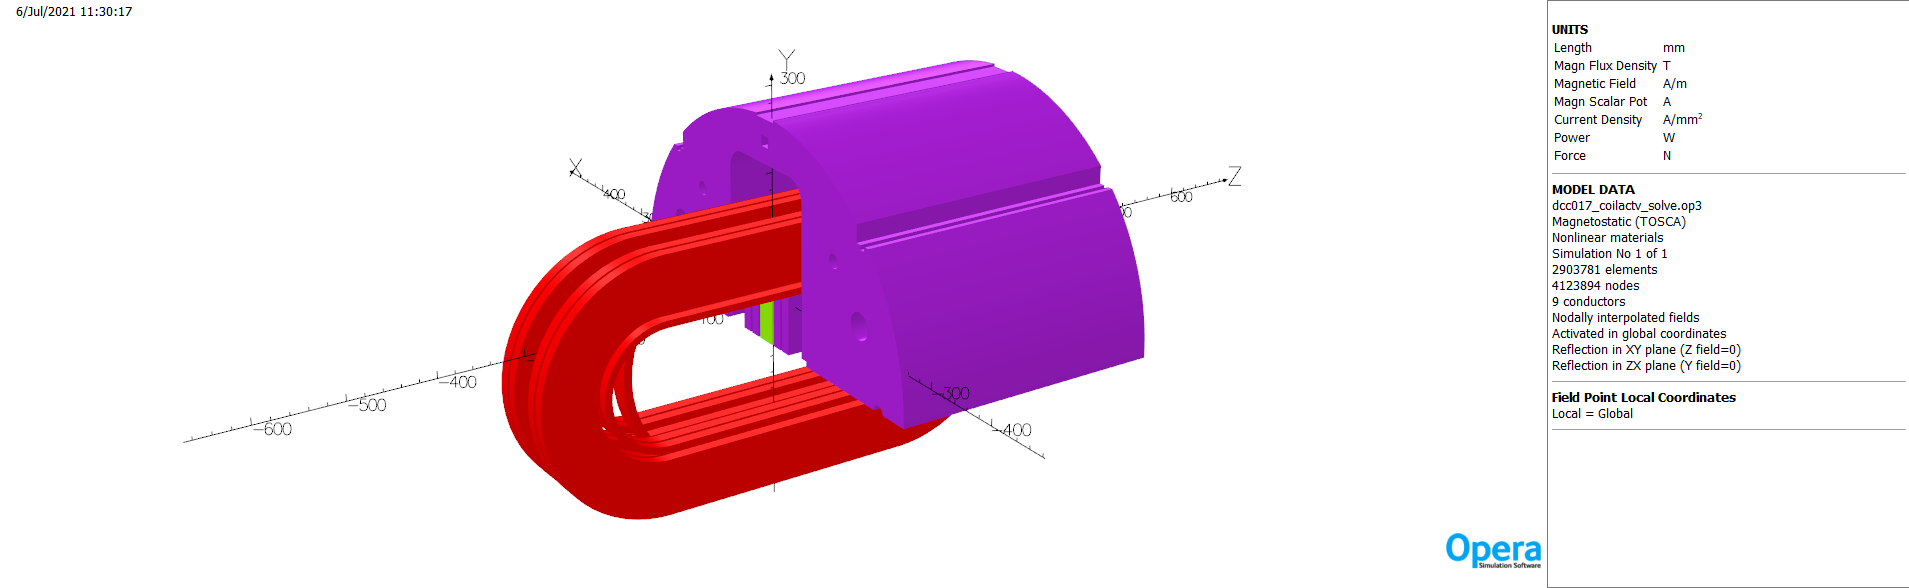 6/Jul/2021 11:30:17
Y
300
X
400
Z
600
100
−400
−500
−600
−300
−400
UNITS
Length mm
Magn Flux Density T
Magnetic Field A/m
Magn Scalar Pot A
Current Density A/mm²
Power W
Force N
MODEL DATA
dcc017_coilactv_solve.op3
Magnetostatic (TOSCA)
Nonlinear materials
Simulation No 1 of 1
2903781 elements
4123894 nodes
9 conductors
Nodally interpolated fields
Activated in global coordinates
Reflection in XY plane (Z field=0)
Reflection in ZX plane (Y field=0)
Field Point Local Coordinates
Local = Global
Opera
Simulation Software